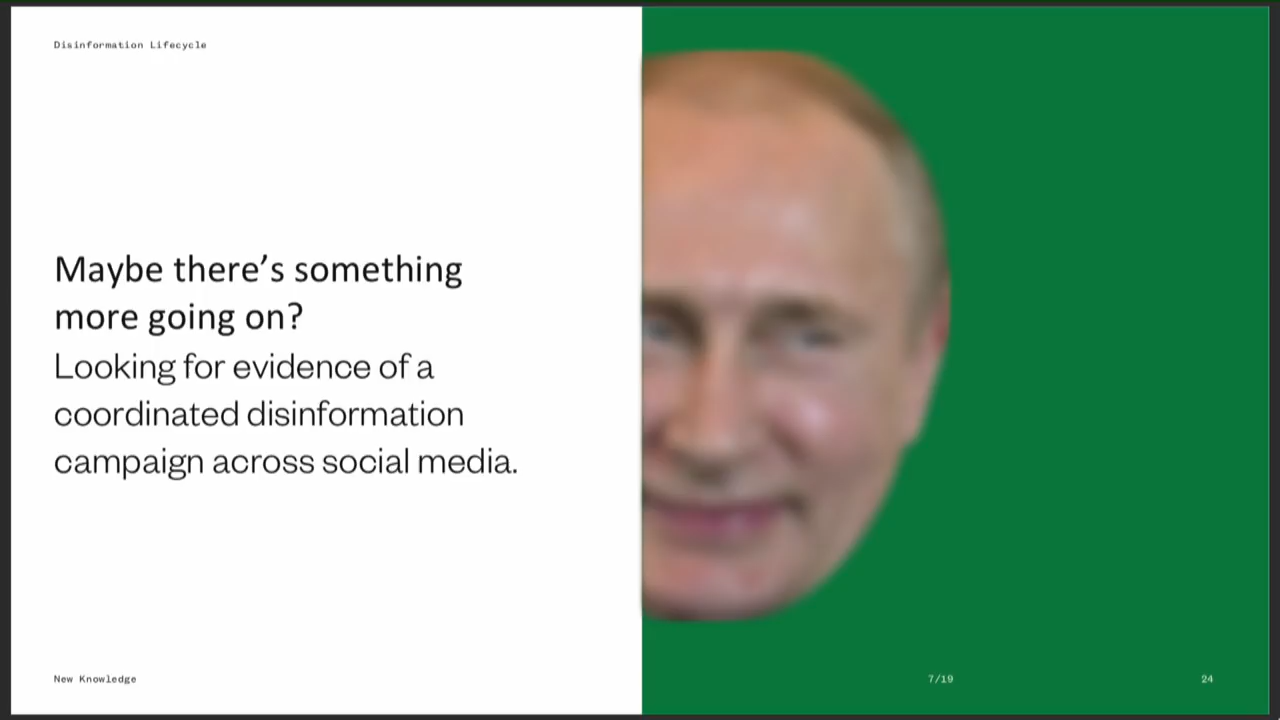 Disinformation Lifecycle
Maybe there’s something
more going on?
Looking for evidence of a
coordinated disinformation
campaign across social media.
New Knowledge
7/19
24